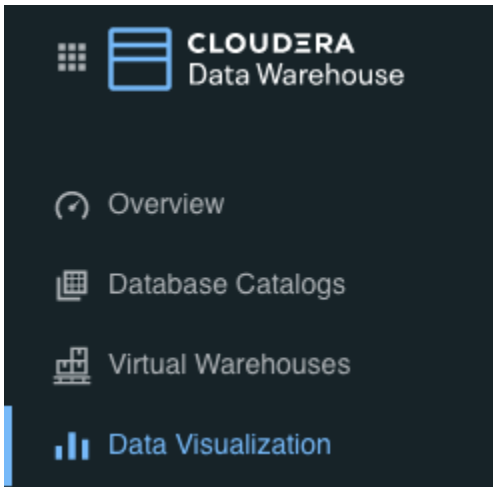 CLOUDERA
Data Warehouse
Overview
Database Catalogs
Virtual Warehouses
Data Visualization